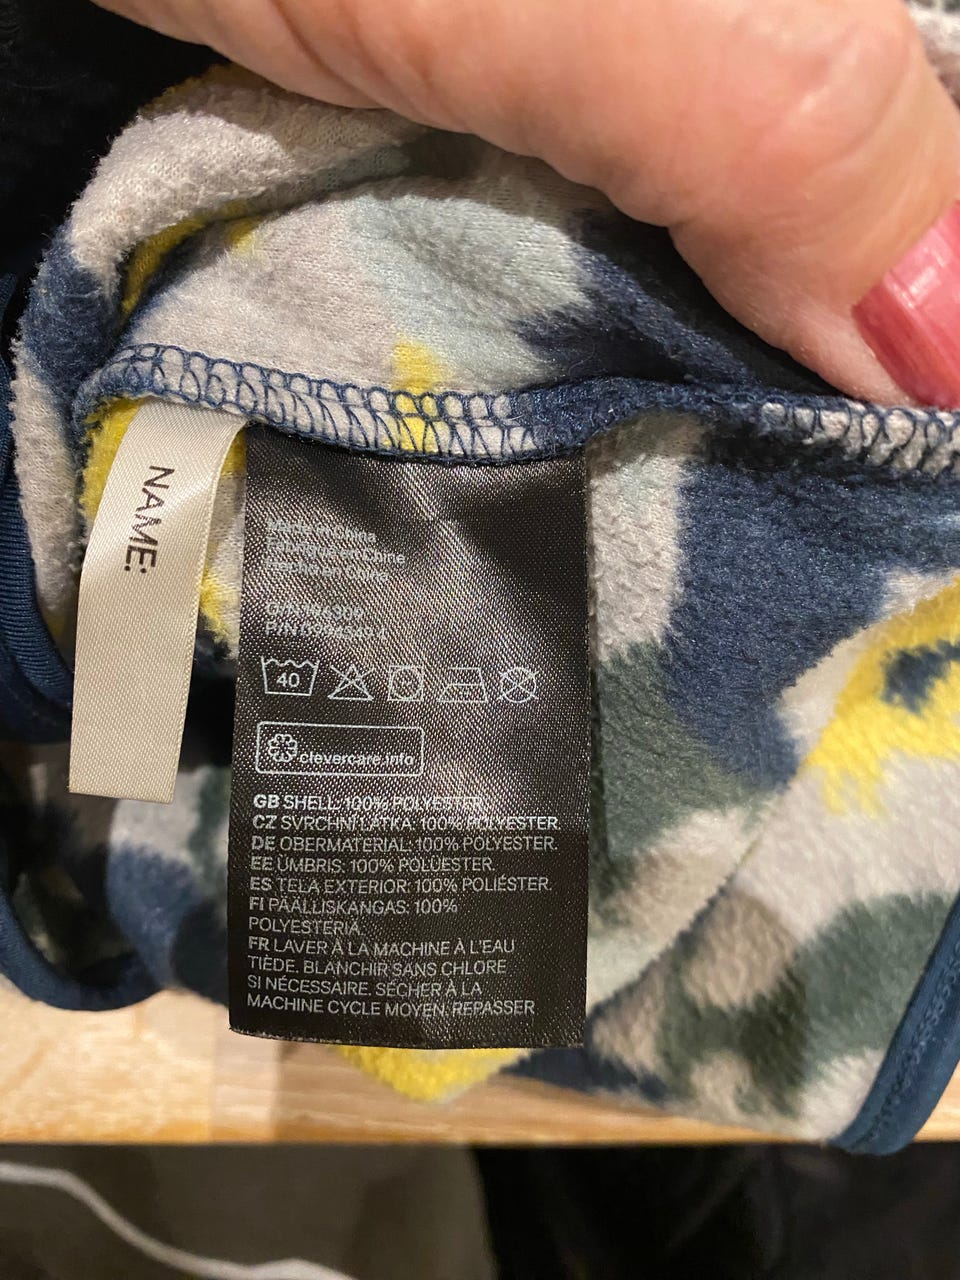 NAME:
Made in China
Fabriqué en Chine
Hecho en China
40
clevercare.info
GB SHELL: 100% POLYESTER.
CZ SVRCHNÍ LÁTKA: 100% POLYESTER.
DE OBERMATERIAL: 100% POLYESTER.
EE ÜMBRIS: 100% POLÜESTER.
ES TELA EXTERIOR: 100% POLIÉSTER.
FI PÄÄLLISKANGAS: 100%
POLYESTERIÄ.
FR LAVER À LA MACHINE À L'EAU
TIÈDE. BLANCHIR SANS CHLORE
SI NÉCESSAIRE. SÉCHER À LA
MACHINE CYCLE MOYEN. REPASSER